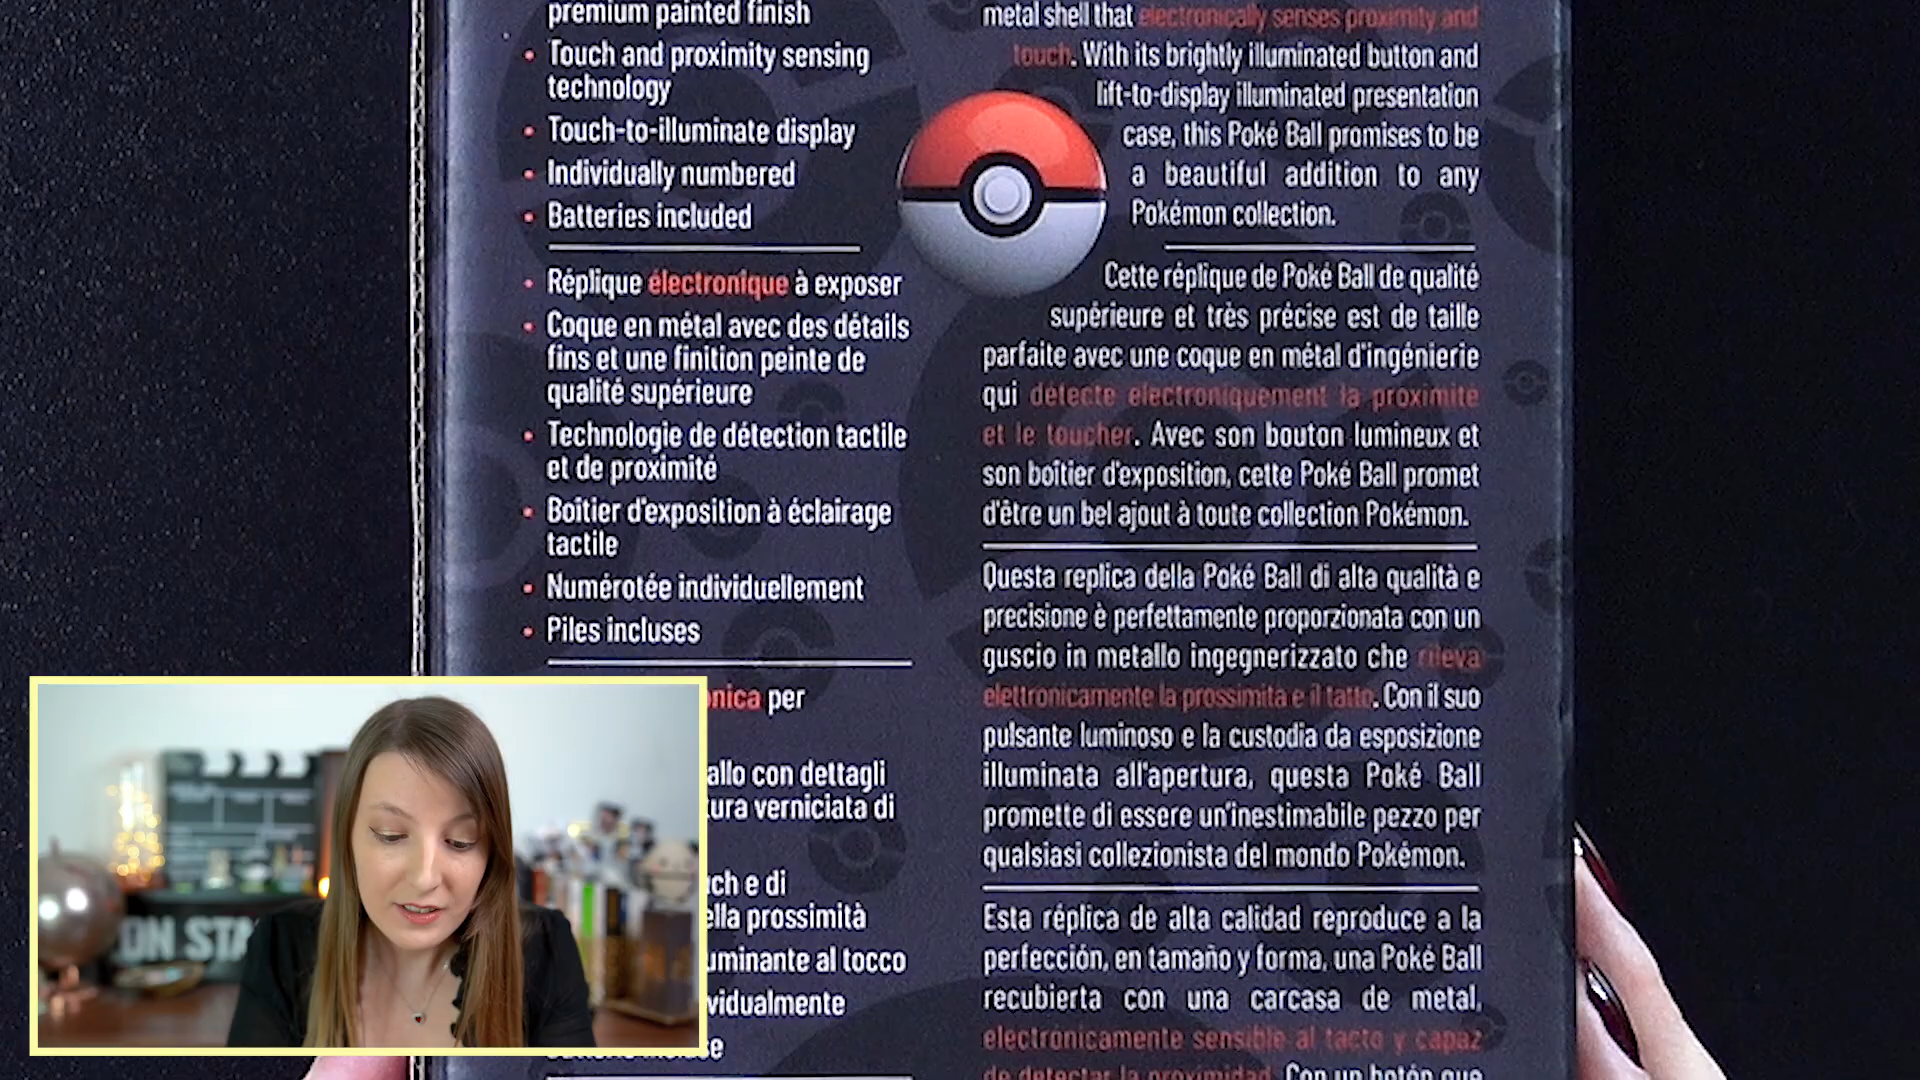 premium painted finish
• Touch and proximity sensing
technology
• Touch-to-illuminate display
• Individually numbered
• Batteries included
• Réplique électronique à exposer
• Coque en métal avec des détails
fins et une finition peinte de
qualité supérieure
• Technologie de détection tactile
et de proximité
• Boîtier d'exposition à éclairage
tactile
• Numérotée individuellement
• Piles incluses
per
allo con dettagli
verniciata di
e di
prossimità
al tocco
metal shell that electronically senses proximity and
touch. With its brightly illuminated button and
lift-to-display illuminated presentation
case, this Poké Ball promises to be
a beautiful addition to any
Pokémon collection.
Cette réplique de Poké Ball de qualité
supérieure et très précise est de taille
parfaite avec une coque en métal d'ingénierie
qui détecte électroniquement la proximité
et le toucher. Avec son bouton lumineux et
son boîtier d'exposition, cette Poké Ball promet
d'être un bel ajout à toute collection Pokémon.
Questa replica della Poké Ball di alta qualità e
precisione è perfettamente proporzionata con un
guscio in metallo ingegnerizzato che rileva
elettronicamente la prossimità e il tatto. Con il suo
pulsante luminoso e la custodia da esposizione
illuminata all'apertura, questa Poké Ball
promette di essere un'inestimabile pezzo per
qualsiasi collezionista del mondo Pokémon.
Esta réplica de alta calidad reproduce a la
perfección, en tamaño y forma, una Poké Ball
recubierta con una carcasa de metal,
electrónicamente sensible al tacto y capaz
de detectar la proximidad. Con un botón que
ON STA